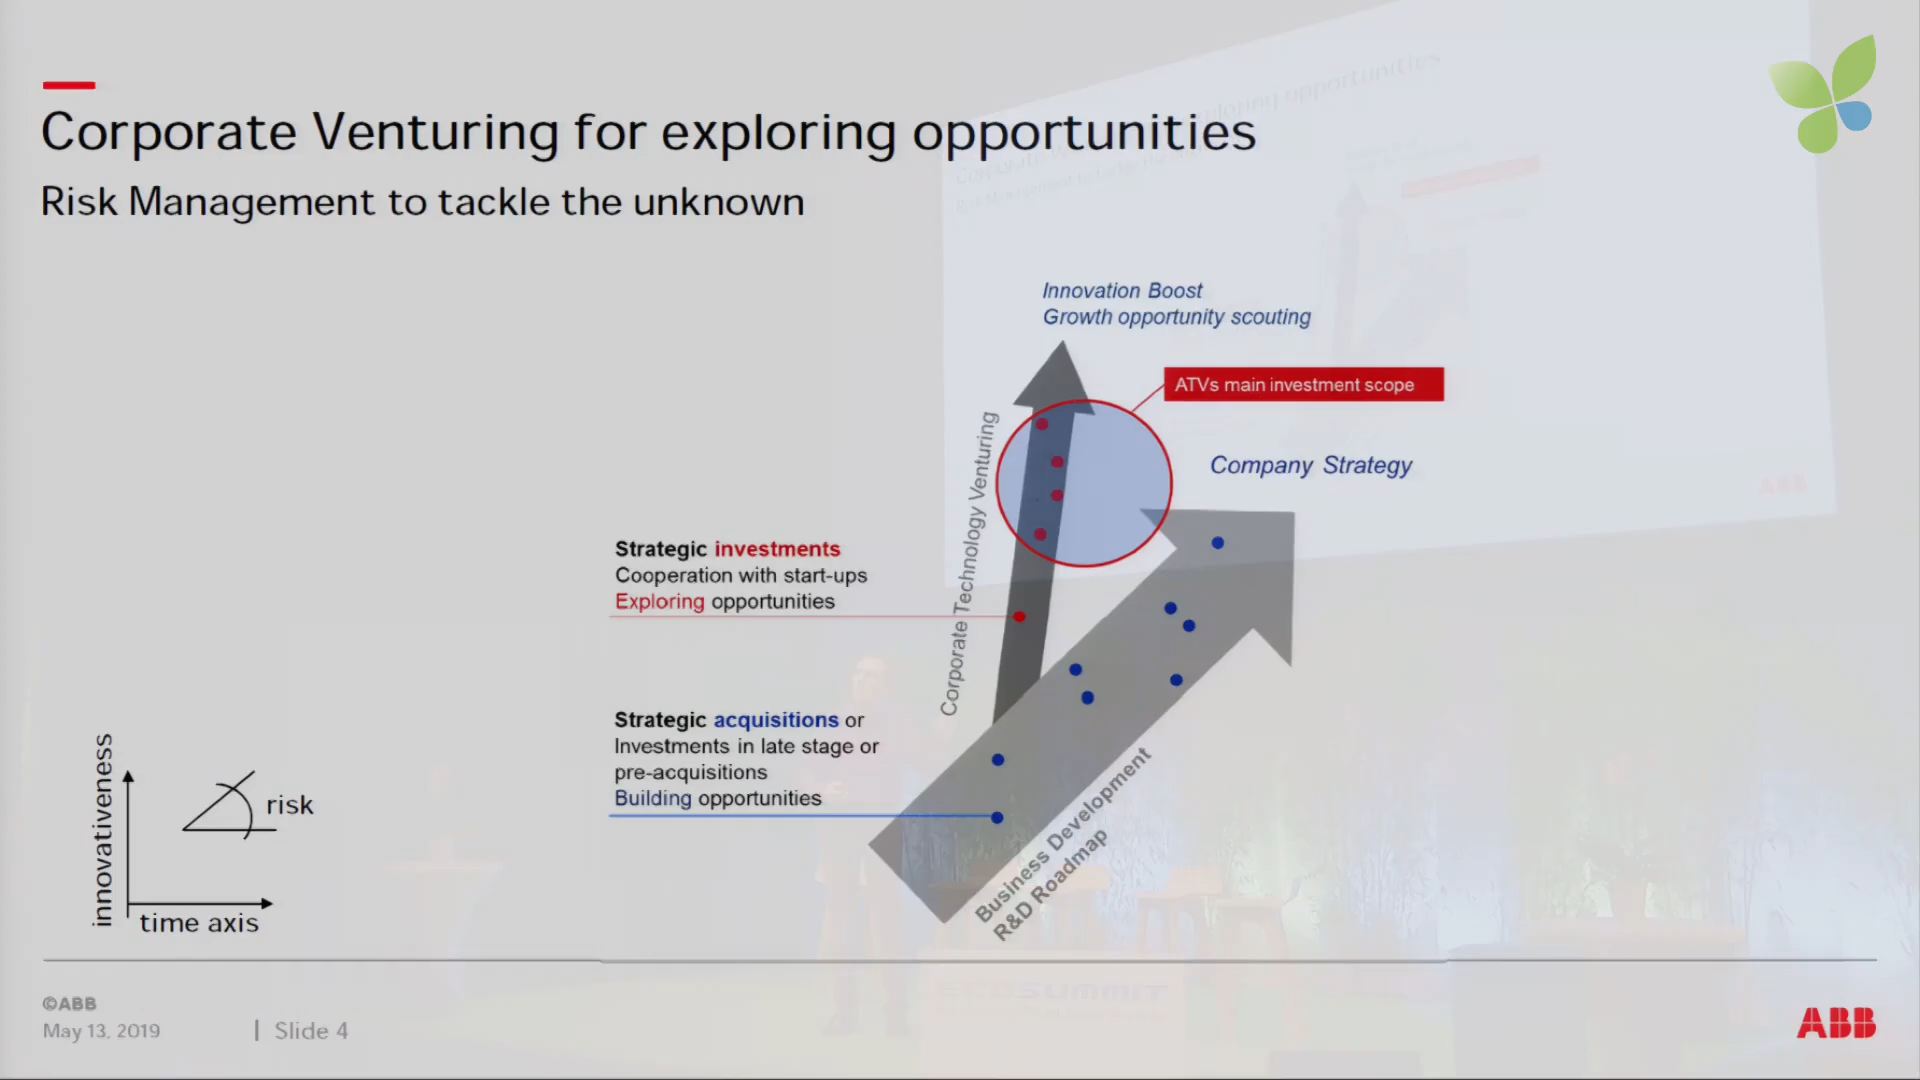 Corporate Venturing for exploring opportunities
Risk Management to tackle the unknown
Innovation Boost
Growth opportunity scouting
ATVs main investment scope
Company Strategy
Corporate Technology Venturing
Strategic investments
Cooperation with start-ups
Exploring opportunities
Strategic acquisitions or
Investments in late stage or
pre-acquisitions
Building opportunities
Business Development
R&D Roadmap
innovativeness
risk
time axis
©ABB
May 13, 2019
Slide 4
ABB
ECOSUMMIT
ABB